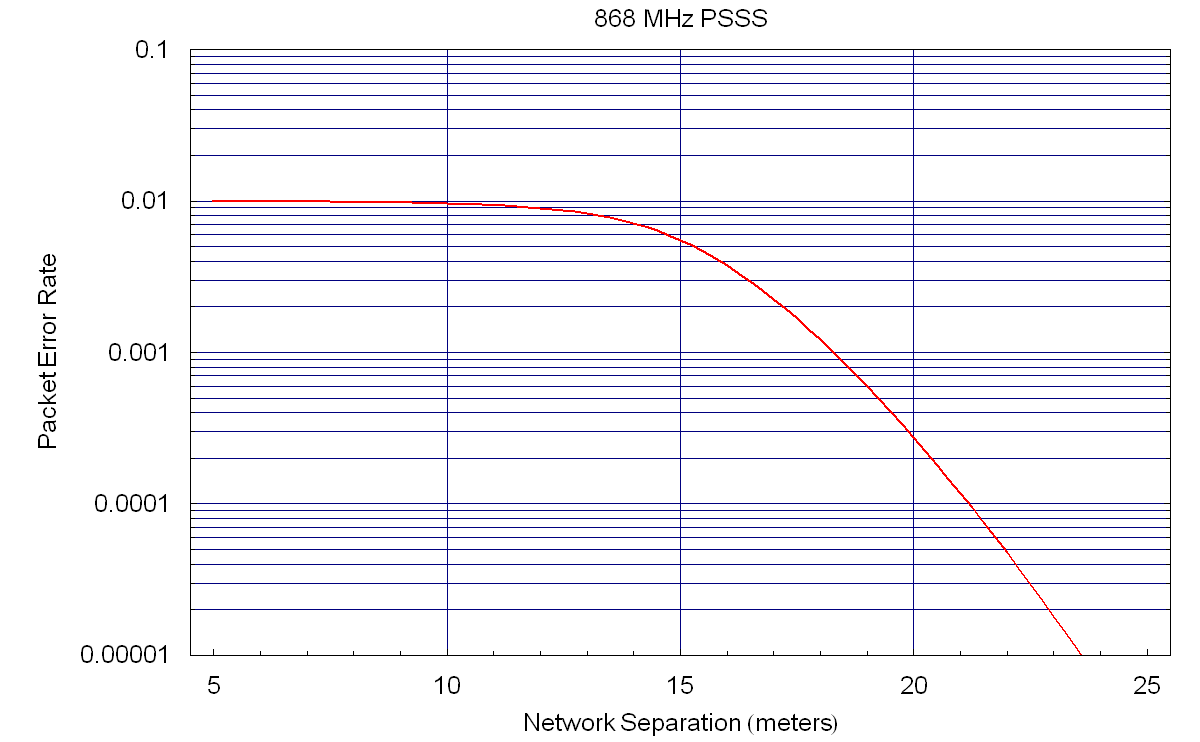 868 MHz PSSS
0.1
0.01
0.001
0.0001
0.00001
Packet Error Rate
5 10 15 20 25
Network Separation (meters)